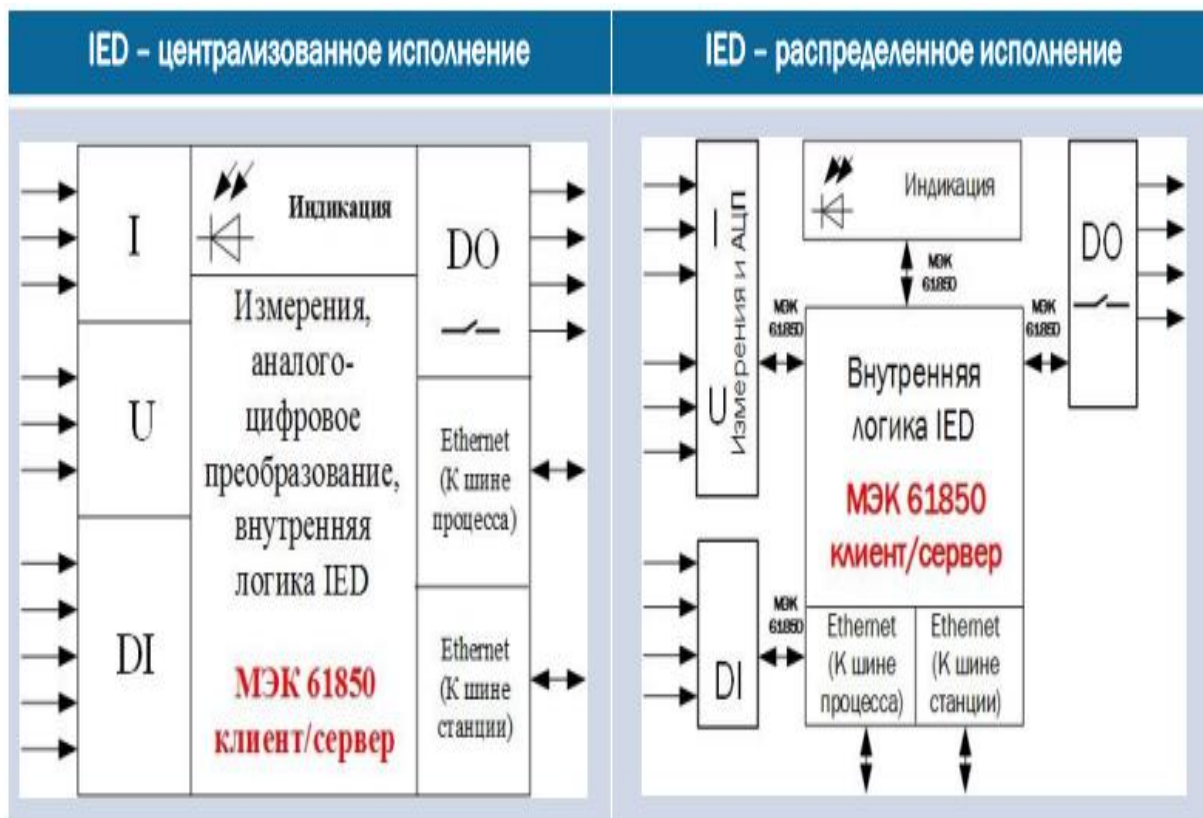 IED – централизованное исполнение
I
U
DI
Индикация
Измерения,
аналого-
цифровое
преобразование,
внутренняя
логика IED
МЭК 61850
клиент/сервер
DO
Ethernet
(К шине
процесса)
Ethernet
(К шине
станции)
IED – распределенное исполнение
I
U
Измерения и АЦП
DI
Индикация
МЭК
61850
МЭК
61850
МЭК
61850
МЭК
61850
Внутренняя
логика IED
МЭК 61850
клиент/сервер
Ethernet
(К шине
процесса)
Ethernet
(К шине
станции)
DO